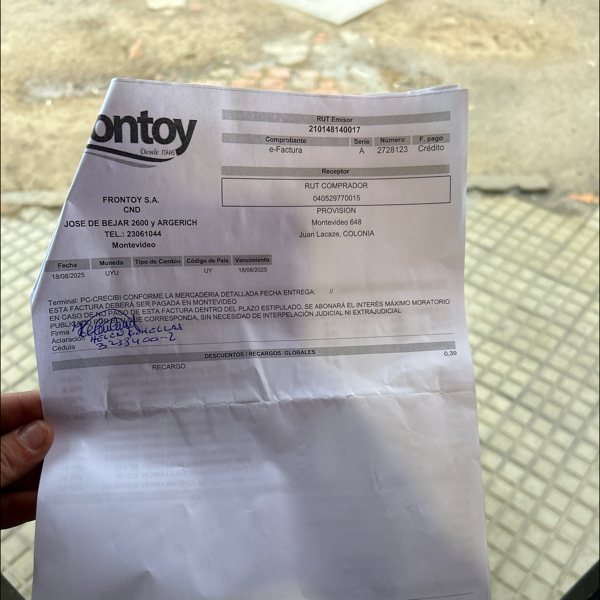 rontoy
Desde 1946
RUT Emisor
210148140017
Comprobante Serie Número F. pago
e-Factura A 2728123 Crédito
Receptor
RUT COMPRADOR
040529770015
PROVISION
Montevideo 648
Juan Lacaze, COLONIA
FRONTOY S.A.
CND
JOSE DE BEJAR 2600 y ARGERICH
TEL.: 23061044
Montevideo
Fecha Moneda Tipo de Cambio Código de País Vencimiento
18/08/2025 UYU UY 18/08/2025
Terminal: PC-CRECIBI CONFORME LA MERCADERIA DETALLADA FECHA ENTREGA: //
ESTA FACTURA DEBERÁ SER PAGADA EN MONTEVIDEO
EN CASO DE NO PAGO DE ESTA FACTURA DENTRO DEL PLAZO ESTIPULADO, SE ABONARÁ EL INTERÉS MÁXIMO MORATORIO
PUBLICADO POR EL QUE CORRESPONDA, SIN NECESIDAD DE INTERPELACIÓN JUDICIAL NI EXTRAJUDICIAL
Firma
Aclaración HELEN
Cédula
DESCUENTOS / RECARGOS GLOBALES
RECARGO 0,39